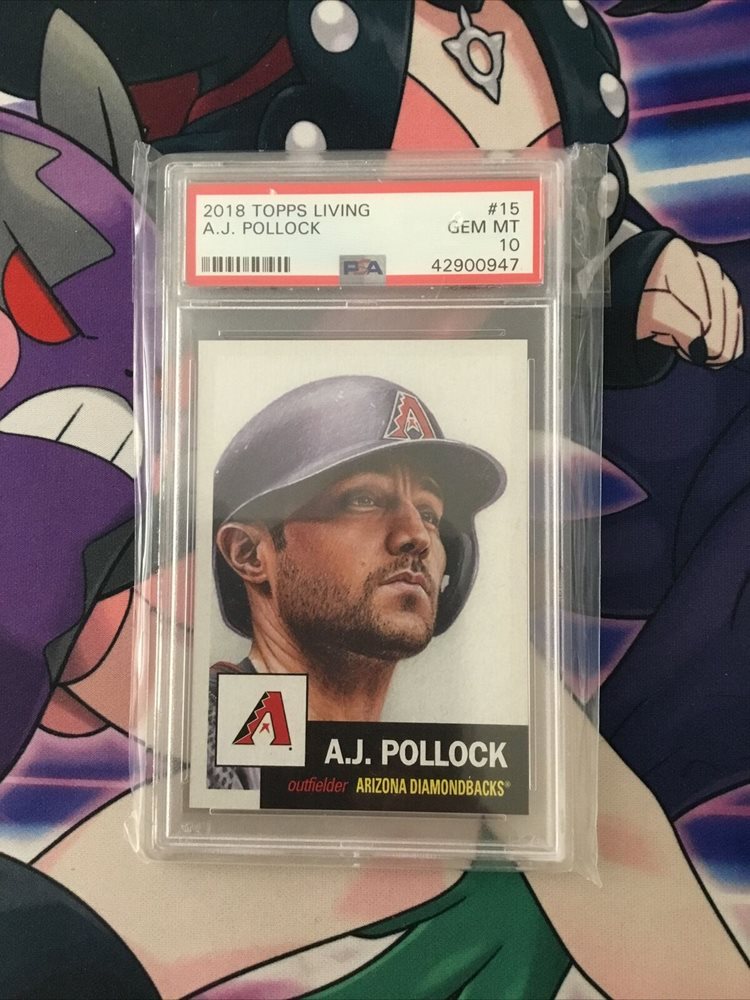 2018 TOPPS LIVING #15
A.J. POLLOCK GEM MT
10
PSA 42900947
A
A
A.J. POLLOCK
outfielder ARIZONA DIAMONDBACKS®